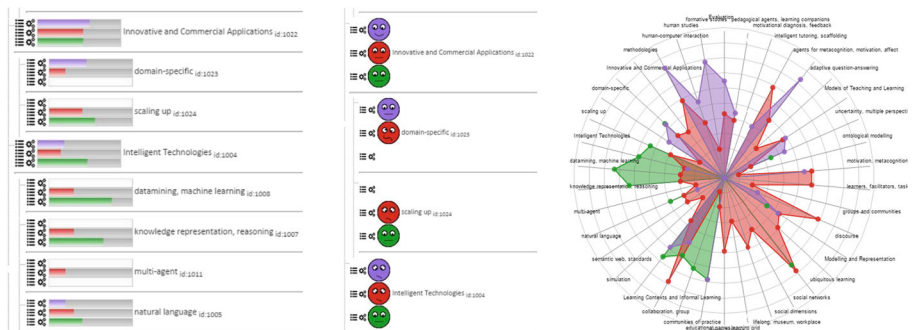 Innovative and Commercial Applications id:1022
domain-specific id:1023
scaling up id:1024
Intelligent Technologies id:1004
datamining, machine learning id:1008
knowledge representation, reasoning id:1007
multi-agent id:1011
natural language id:1005
Innovative and Commercial Applications id:1022
domain-specific id:1023
scaling up id:1024
Intelligent Technologies id:1004
Evaluation
formative studies
pedagogical agents, learning companions
human studies
motivational diagnosis, feedback
human-computer interaction
intelligent tutoring, scaffolding
methodologies
agents for metacognition, motivation, affect
Innovative and Commercial Applications
adaptive question-answering
domain-specific
Models of Teaching and Learning
scaling up
uncertainty, multiple perspecti
Intelligent Technologies
ontological modelling
datamining, machine learning
motivation, metacognition
knowledge representation, reasoning
learners, facilitators, task
multi-agent
groups and communities
natural language
discourse
semantic web, standards
Modelling and Representation
simulation
ubiquitous learning
Learning Contexts and Informal Learning
social networks
collaboration, group
social dimensions
communities of practice
lifelong, museum, workplace
educational games
learning grid